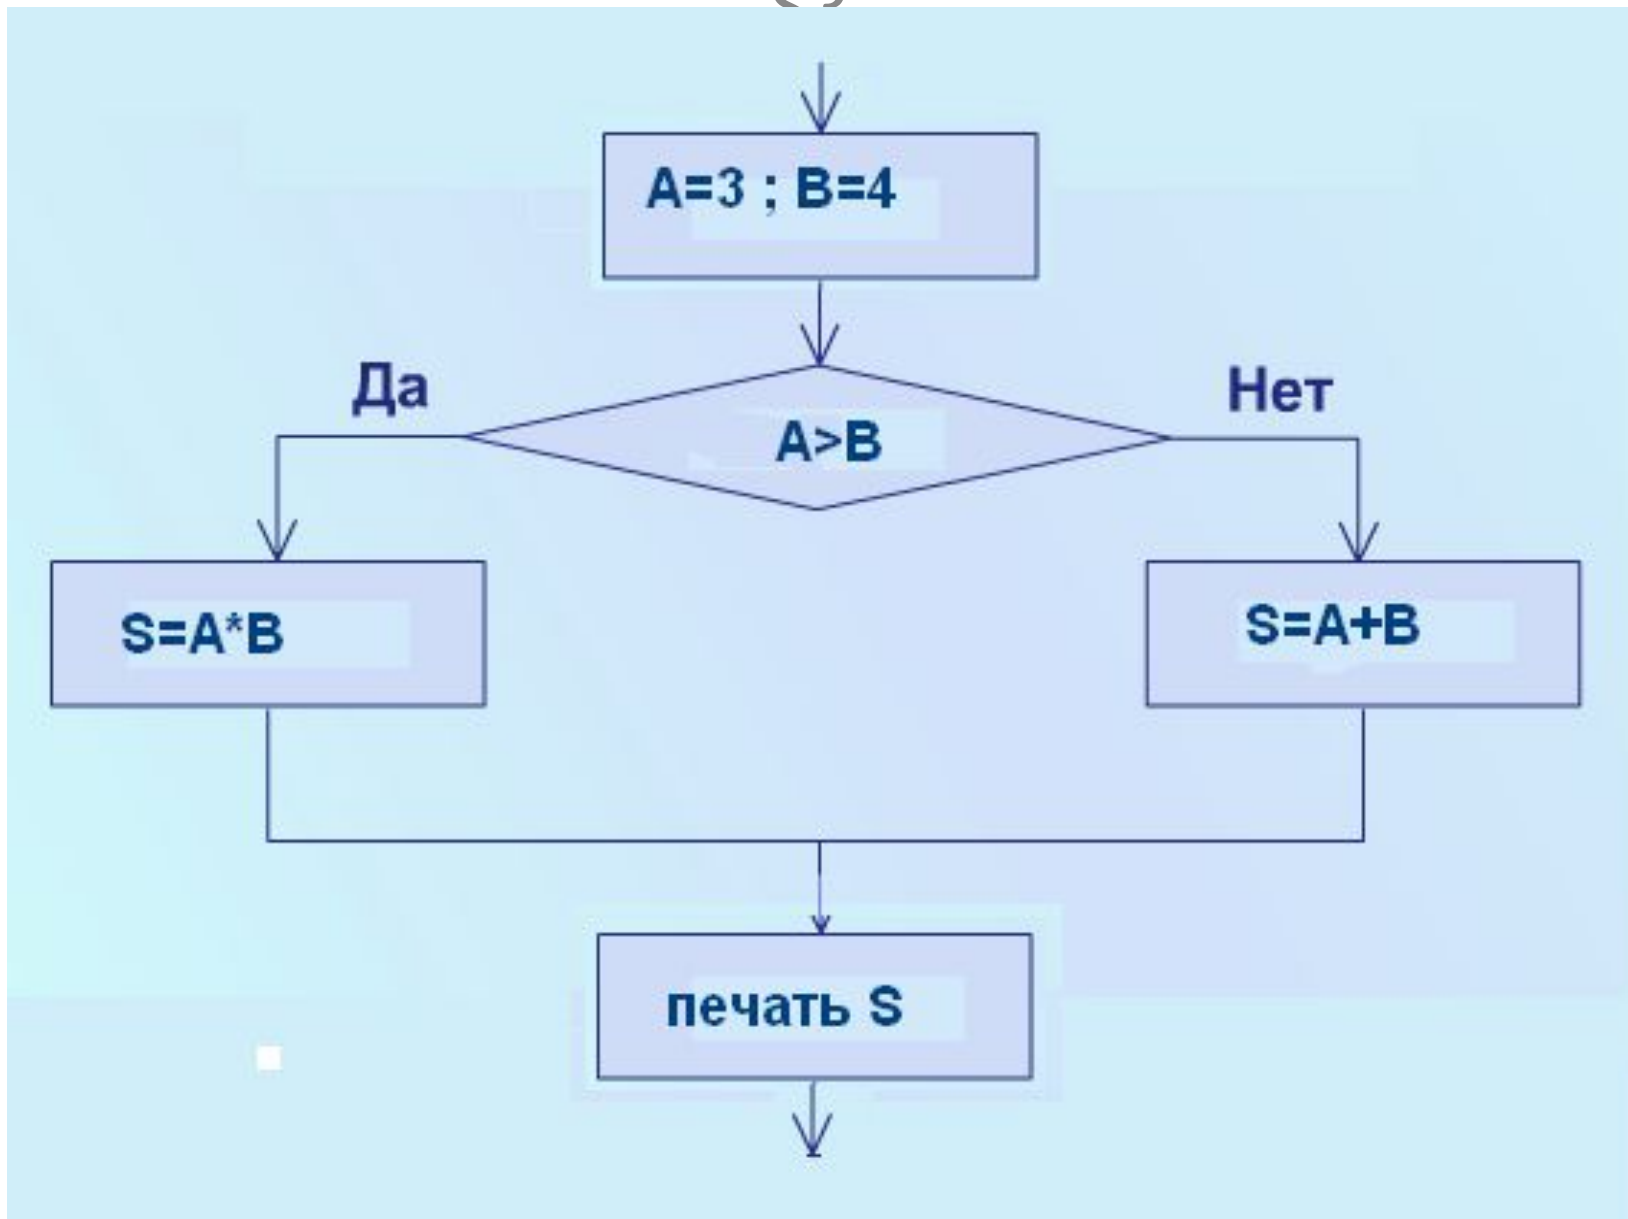 A=3 ; B=4
Да
Нет
A>B
S=A*B
S=A+B
печать S